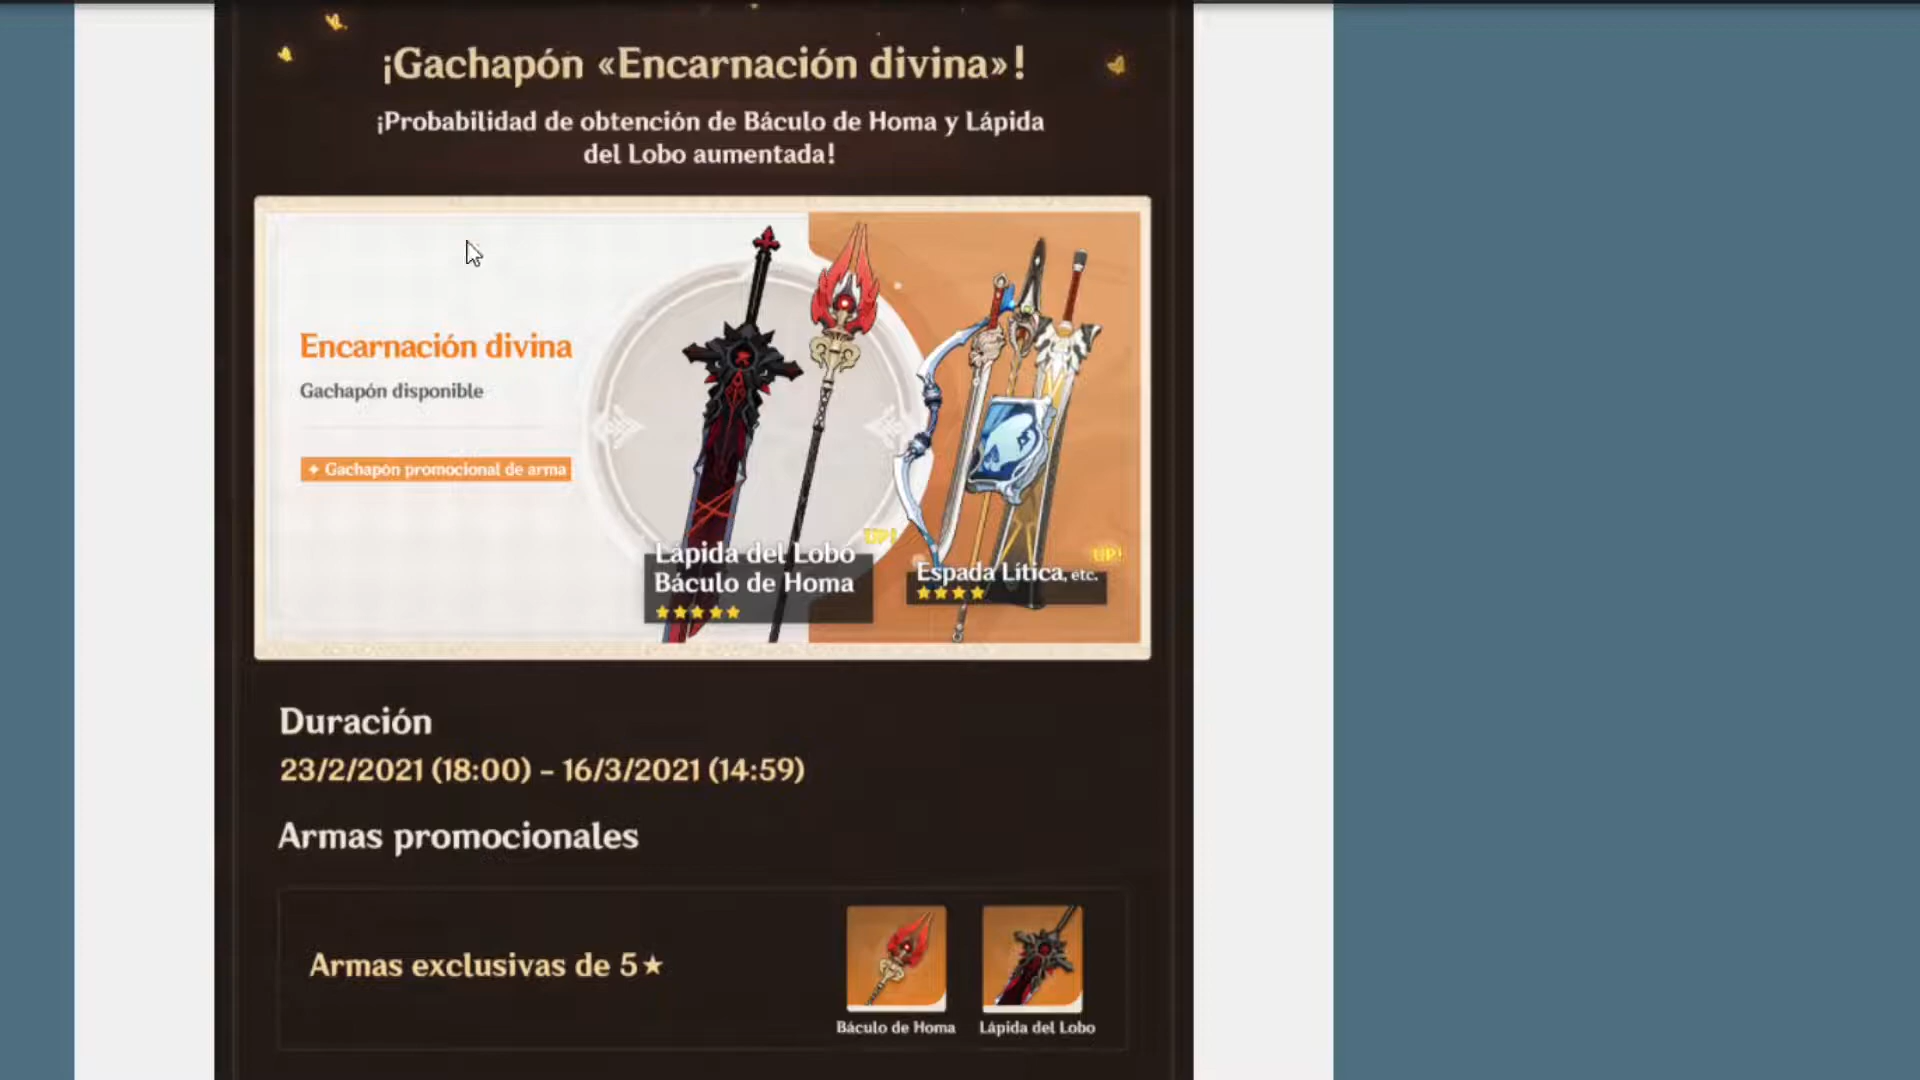 ¡Gachapón «Encarnación divina»!
¡Probabilidad de obtención de Báculo de Homa y Lápida
del Lobo aumentada!
Encarnación divina
Gachapón disponible
✦ Gachapón promocional de arma
Lápida del Lobo
Báculo de Homa
UP!
★★★★★
Espada Lítica, etc.
UP!
★★★★
Duración
23/2/2021 (18:00) – 16/3/2021 (14:59)
Armas promocionales
Armas exclusivas de 5★
Báculo de Homa
Lápida del Lobo